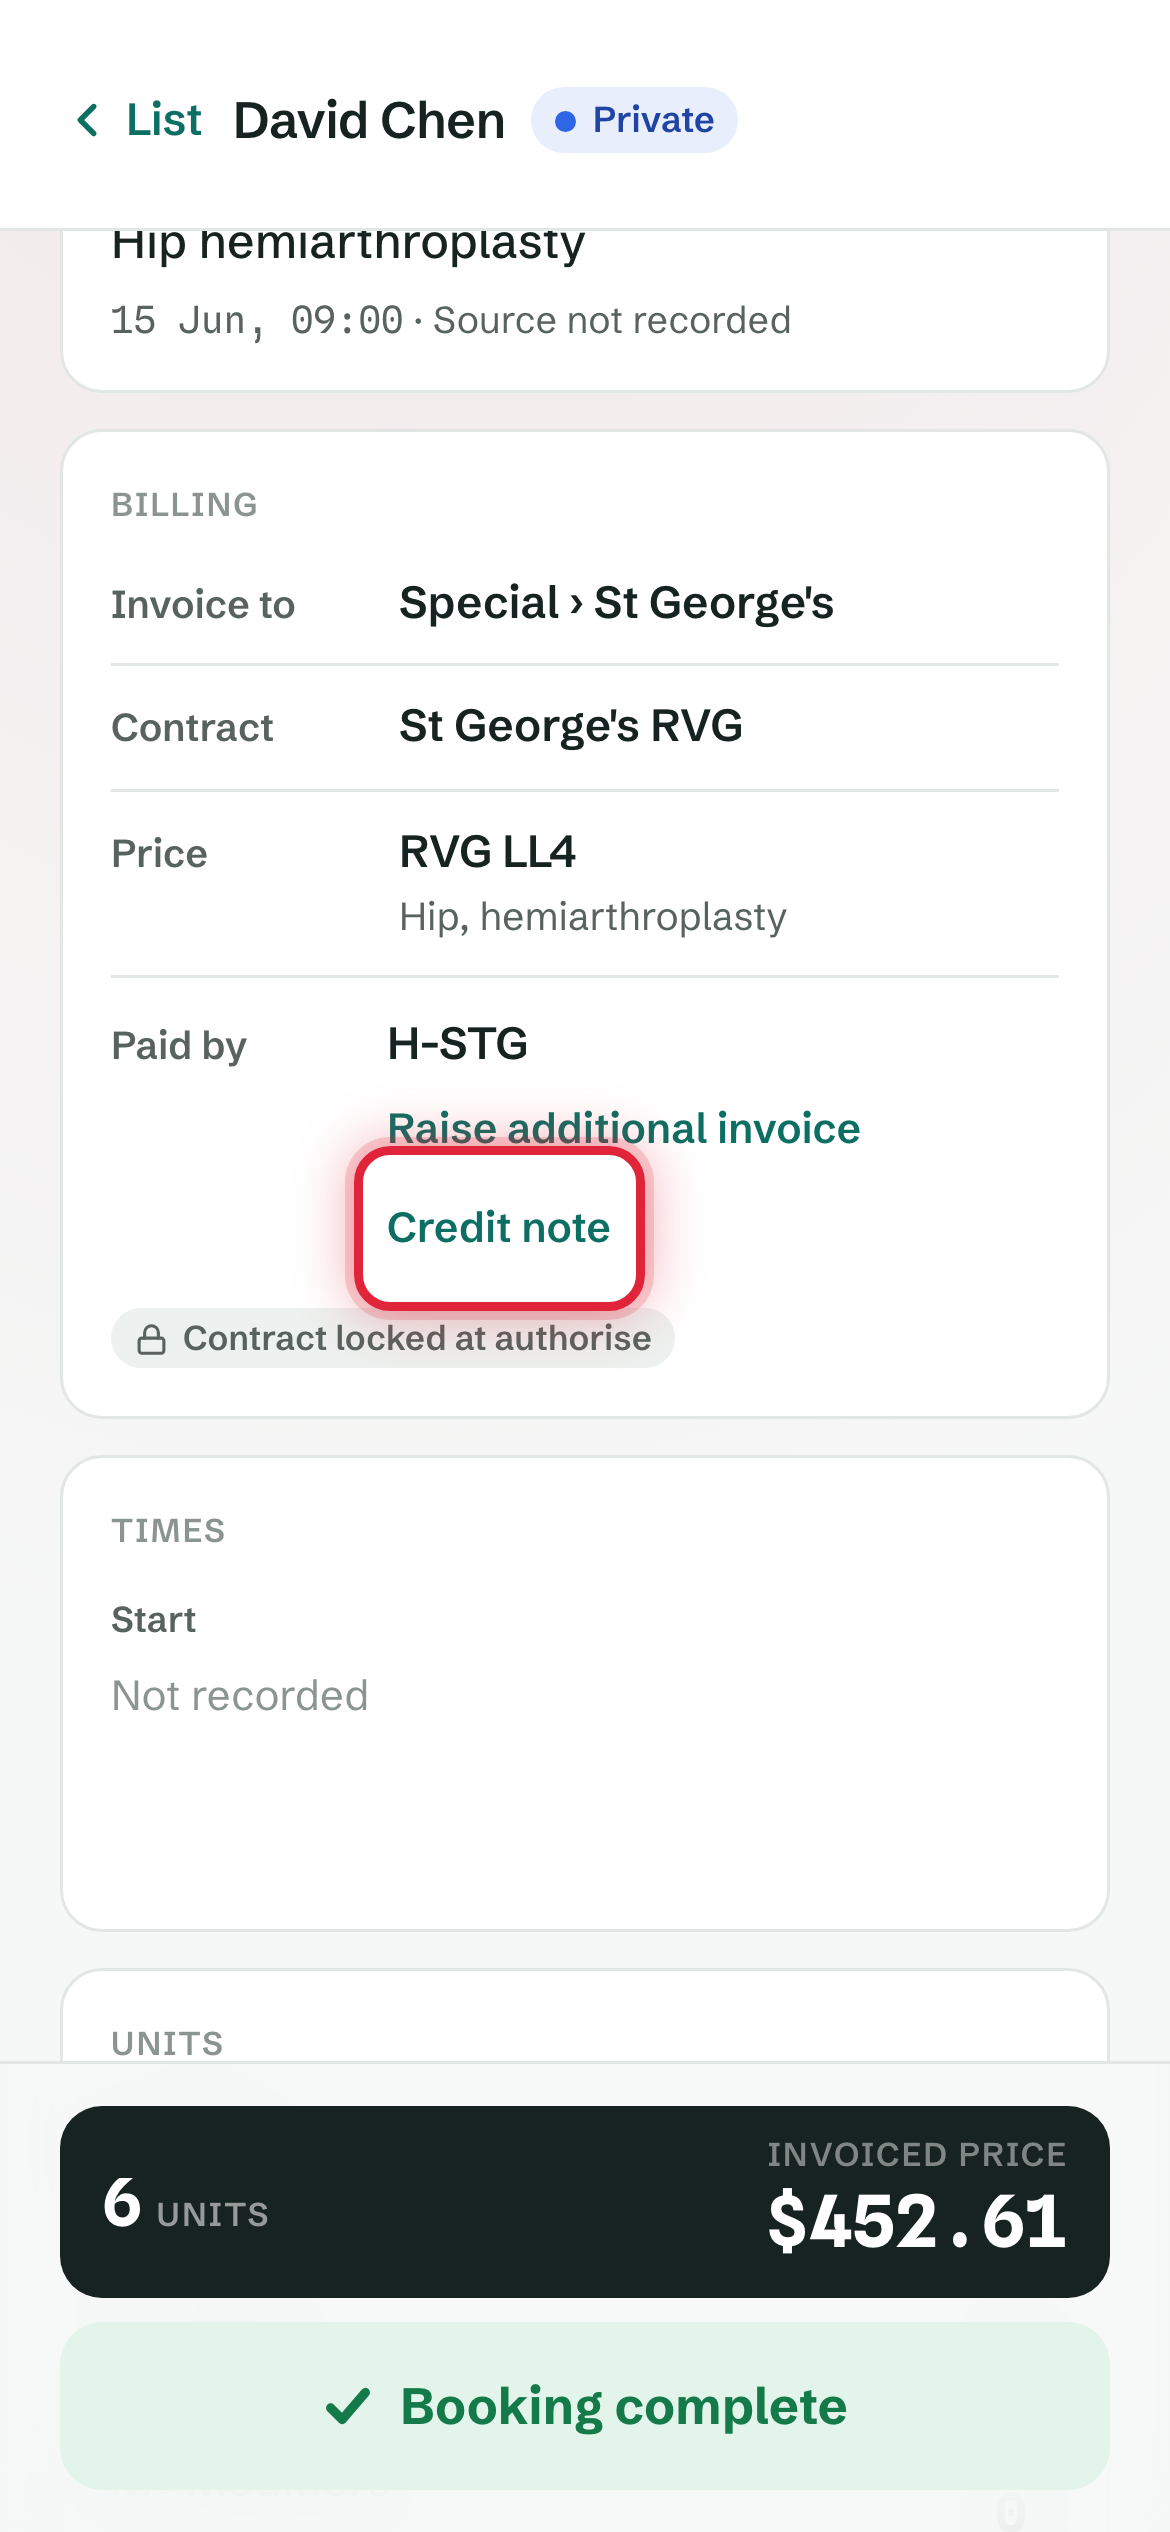 List David Chen Private
Hip hemiarthroplasty
15 Jun, 09:00 · Source not recorded
BILLING
Invoice to Special › St George's
Contract St George's RVG
Price RVG LL4
Hip, hemiarthroplasty
Paid by H-STG
Raise additional invoice
Credit note
Contract locked at authorise
TIMES
Start
Not recorded
UNITS
INVOICED PRICE
6 UNITS $452.61
Booking complete
0